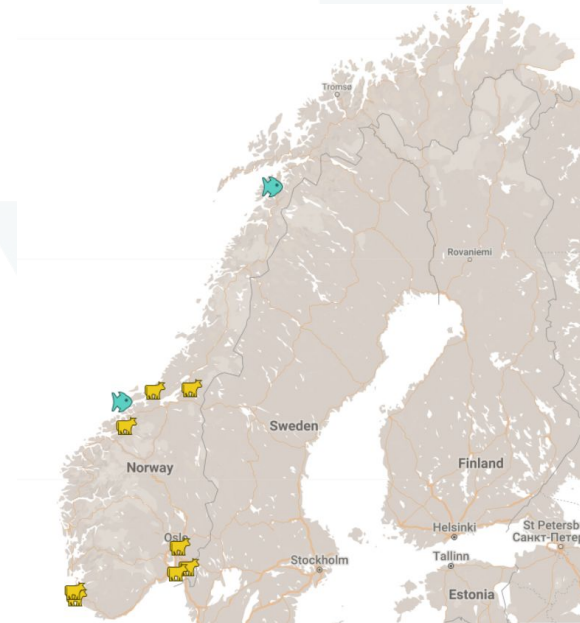 Tromsø
Rovaniemi
Sweden
Finland
Norway
Helsinki
St Petersb
Санкт-Петер
Oslo
Tallinn
Stockholm
Estonia